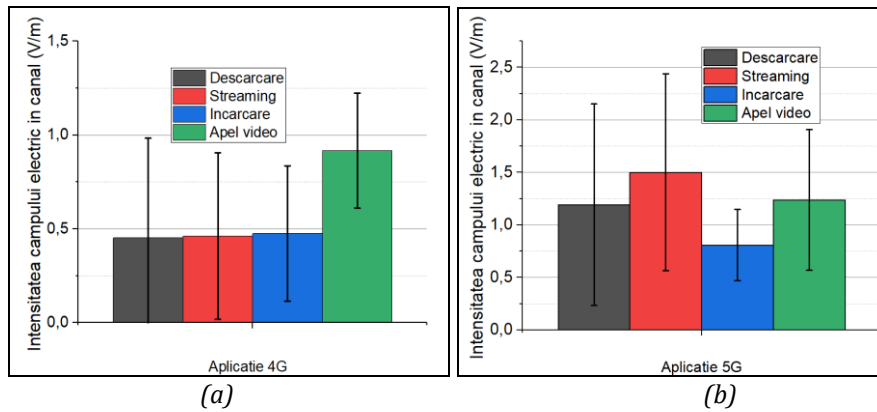 Intensitatea campului electric in canal (V/m)
1,5
1,0
0,5
0,0
Descarcare
Streaming
Incarcare
Apel video
Aplicatie 4G
(a)
Intensitatea campului electric in canal (V/m)
2,5
2,0
1,5
1,0
0,5
0,0
Descarcare
Streaming
Incarcare
Apel video
Aplicatie 5G
(b)